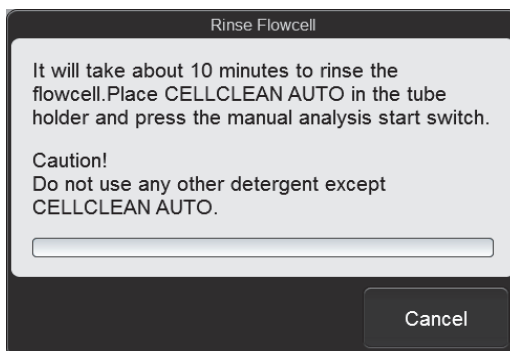 Rinse Flowcell
It will take about 10 minutes to rinse the
flowcell.Place CELLCLEAN AUTO in the tube
holder and press the manual analysis start switch.
Caution!
Do not use any other detergent except
CELLCLEAN AUTO.
Cancel